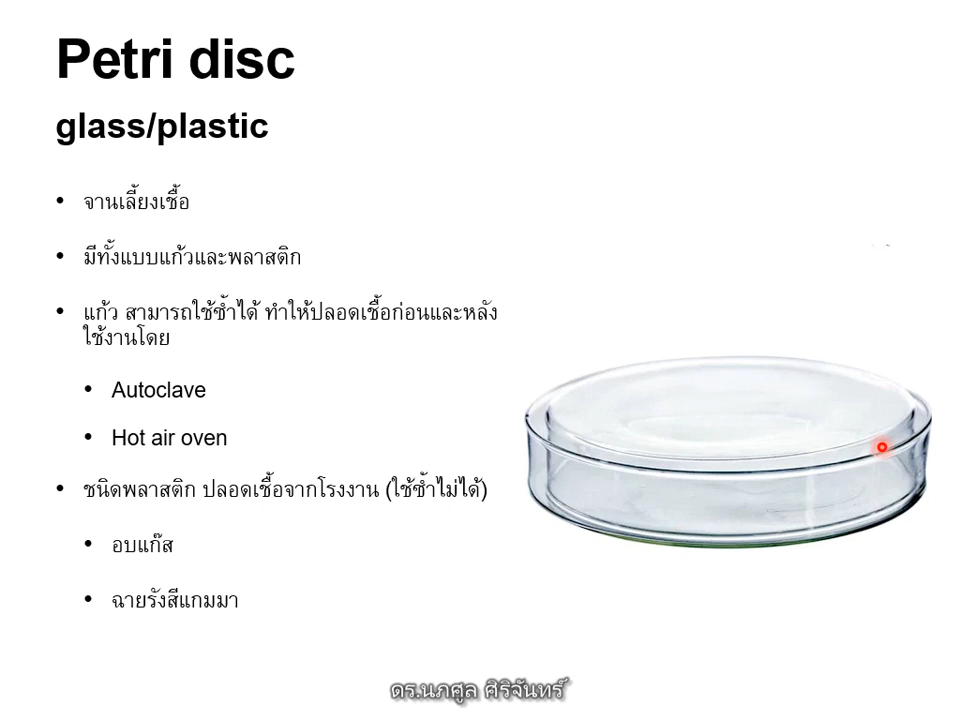 Petri disc
glass/plastic
• จานเลี้ยงเชื้อ
• มีทั้งแบบแก้วและพลาสติก
• แก้ว สามารถใช้ซ้ำได้ ทำให้ปลอดเชื้อก่อนและหลัง
ใช้งานโดย
• Autoclave
• Hot air oven
• ชนิดพลาสติก ปลอดเชื้อจากโรงงาน (ใช้ซ้ำไม่ได้)
• อบแก๊ส
• ฉายรังสีแกมมา
ดร.นภศูล ศิริจันทร์